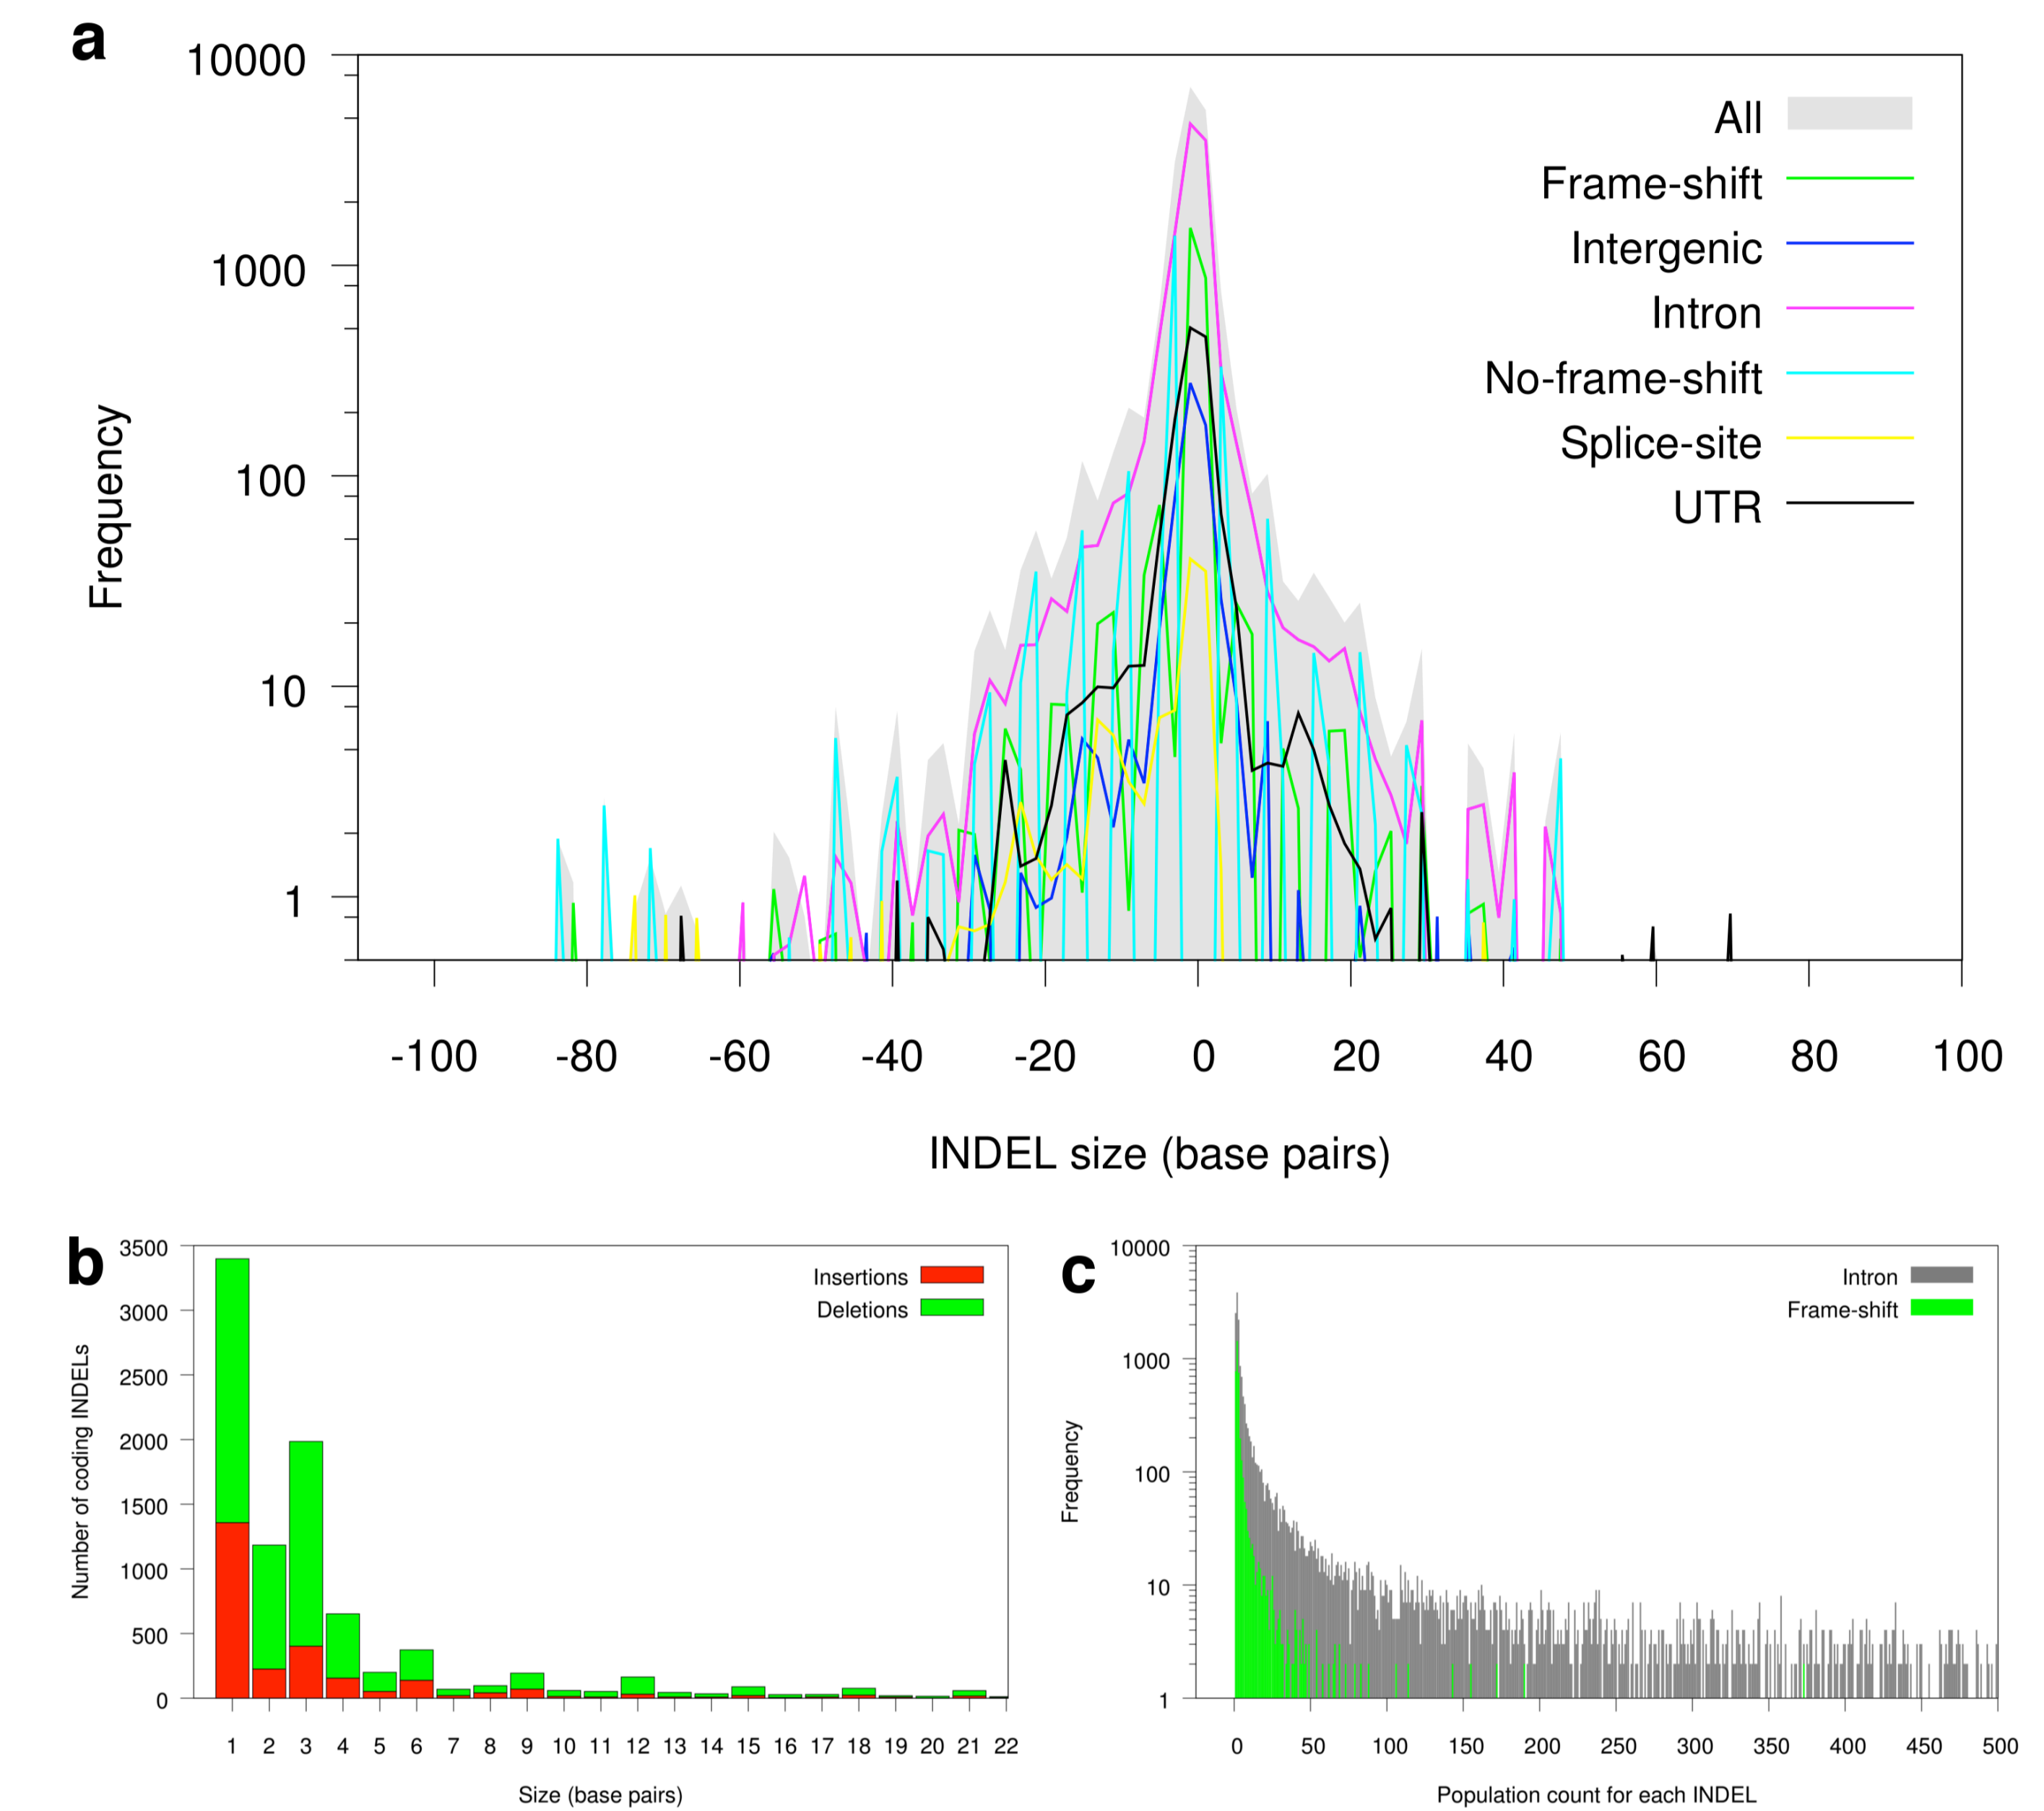 a
10000
1000
100
10
1
Frequency
All
Frame-shift
Intergenic
Intron
No-frame-shift
Splice-site
UTR
-100 -80 -60 -40 -20 0 20 40 60 80 100
INDEL size (base pairs)
b
3500
3000
2500
2000
1500
1000
500
0
Number of coding INDELs
Insertions
Deletions
1 2 3 4 5 6 7 8 9 10 11 12 13 14 15 16 17 18 19 20 21 22
Size (base pairs)
c
10000
1000
100
10
1
Frequency
Intron
Frame-shift
0 50 100 150 200 250 300 350 400 450 500
Population count for each INDEL